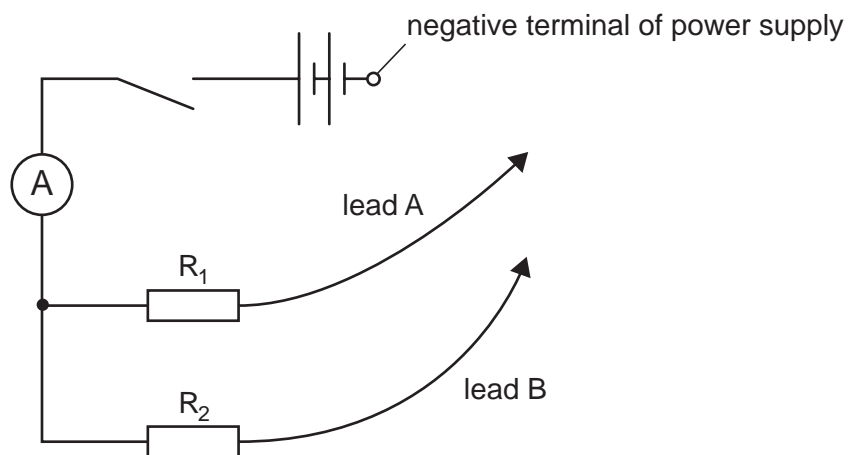 negative terminal of power supply
A
lead A
R1
lead B
R2